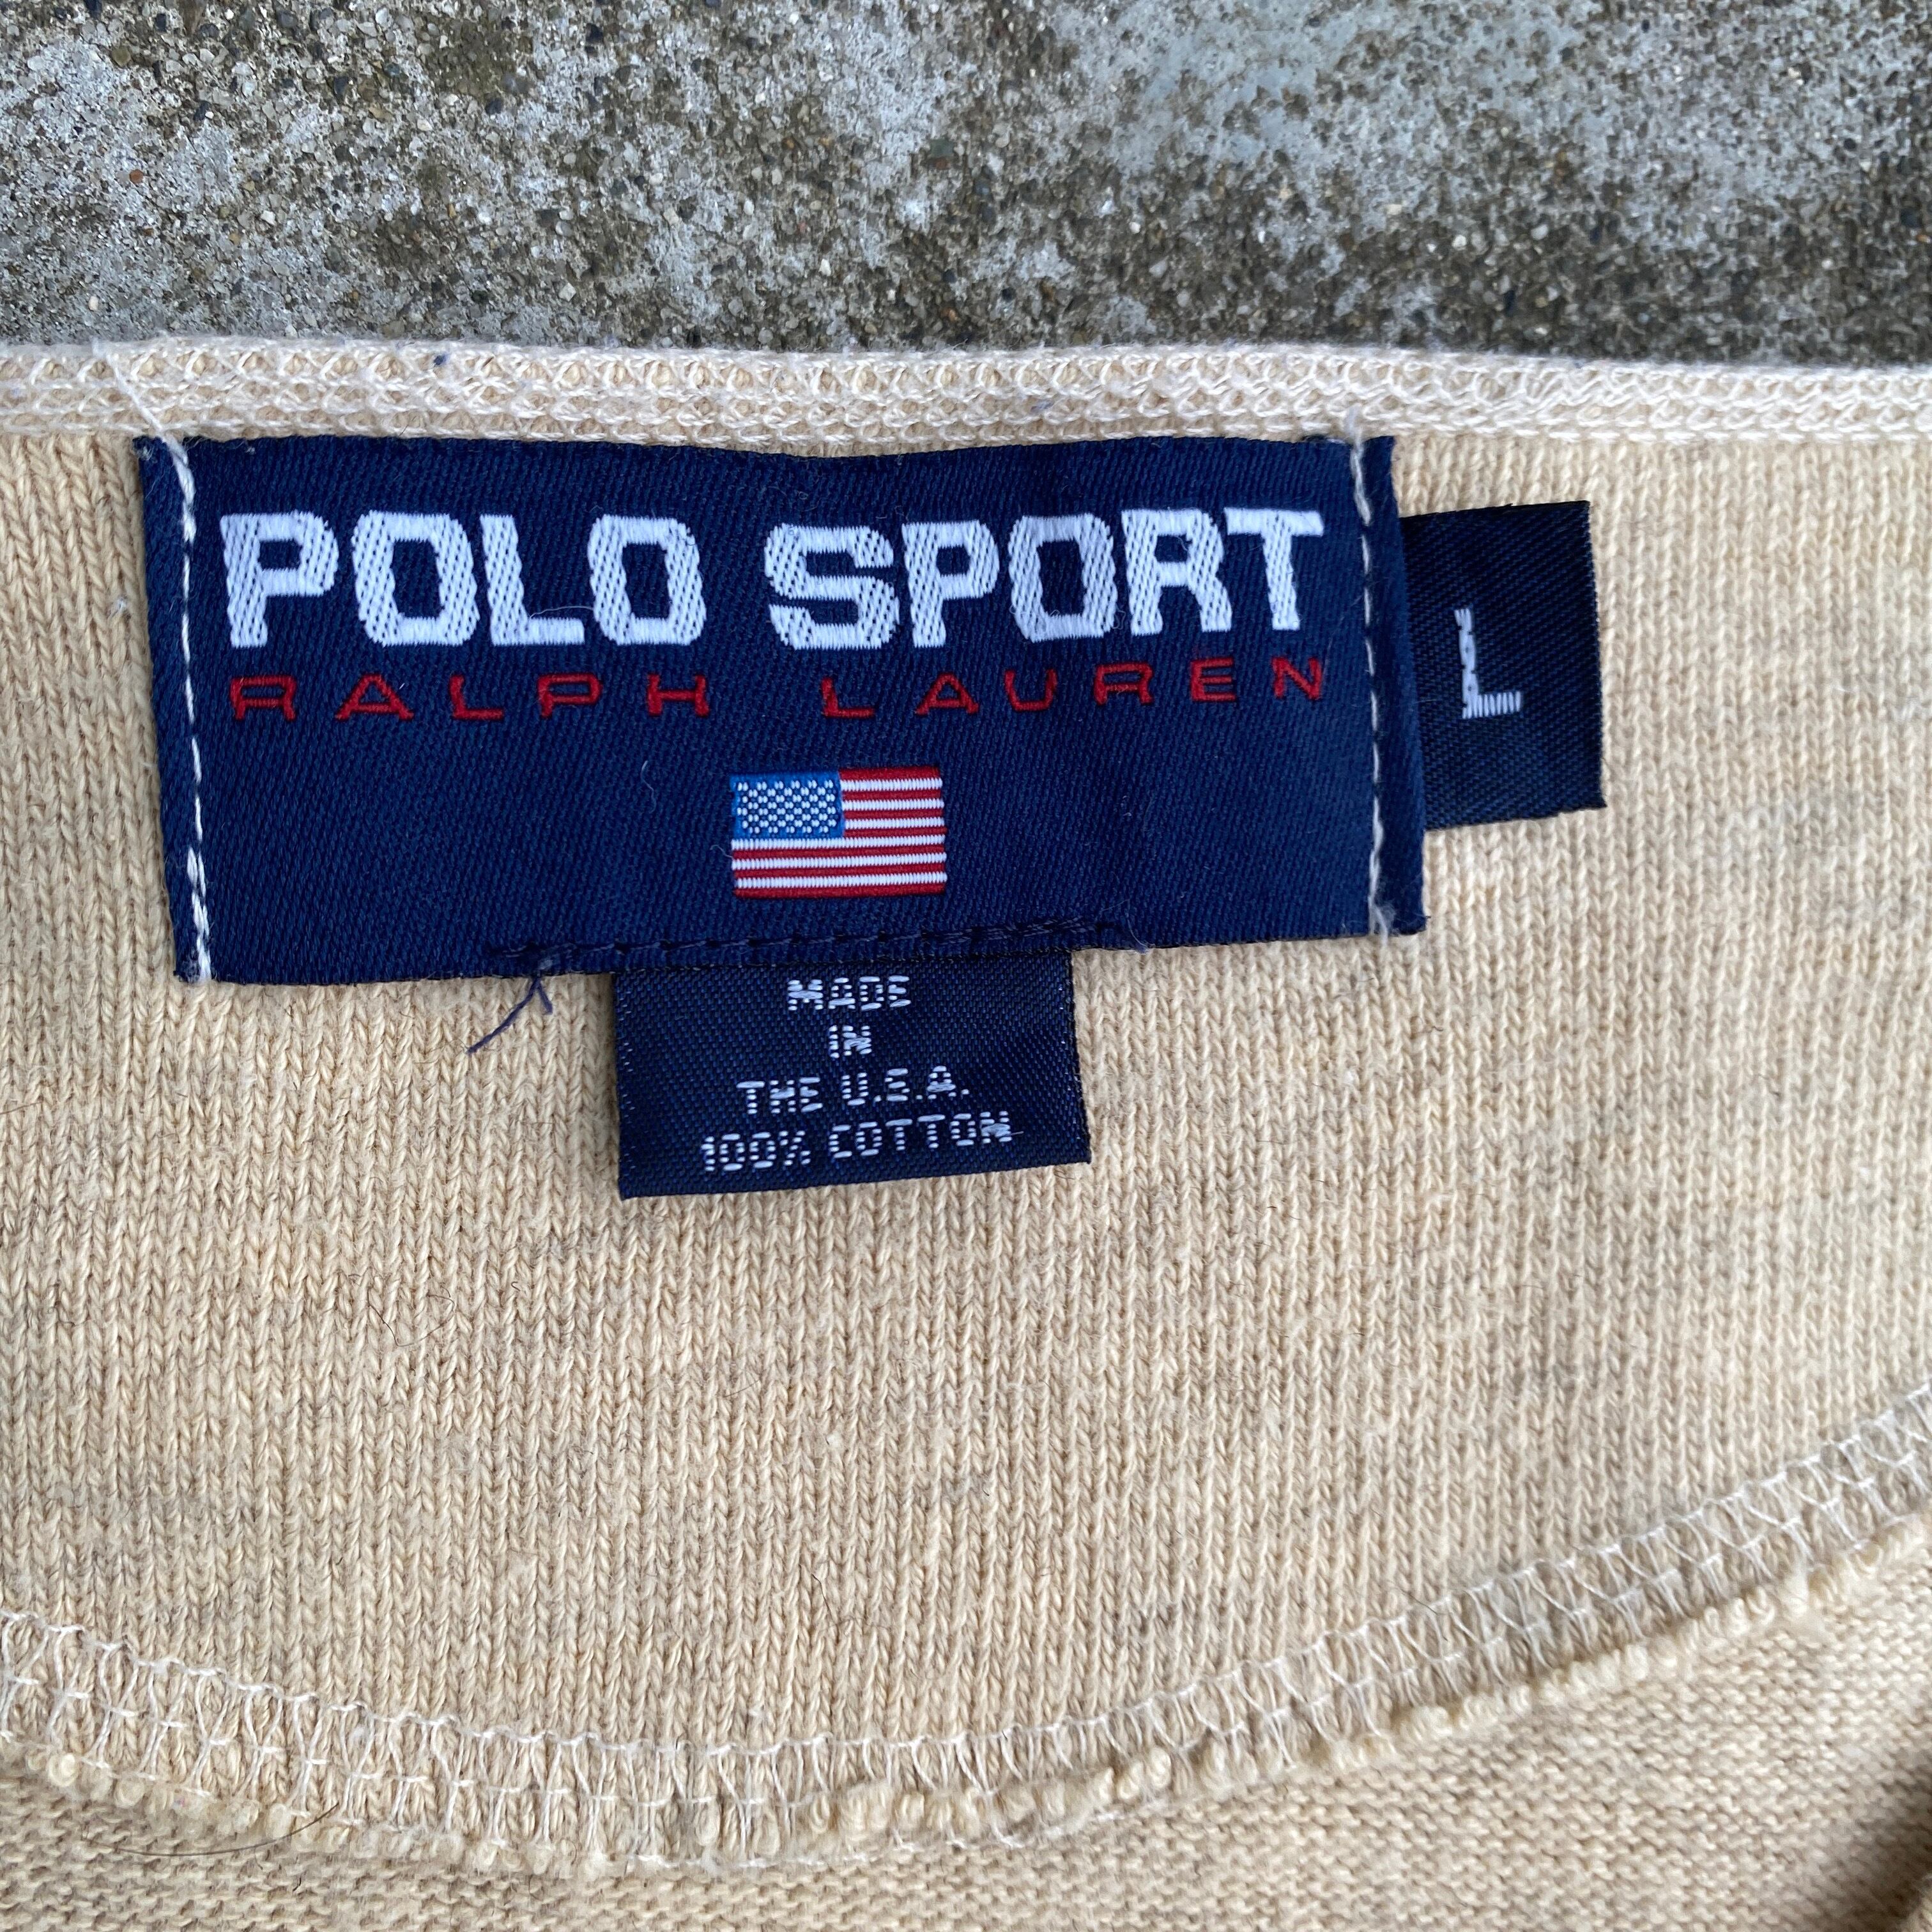 POLO SPORT
RALPH LAUREN
L
MADE
IN
THE U.S.A.
100% COTTON